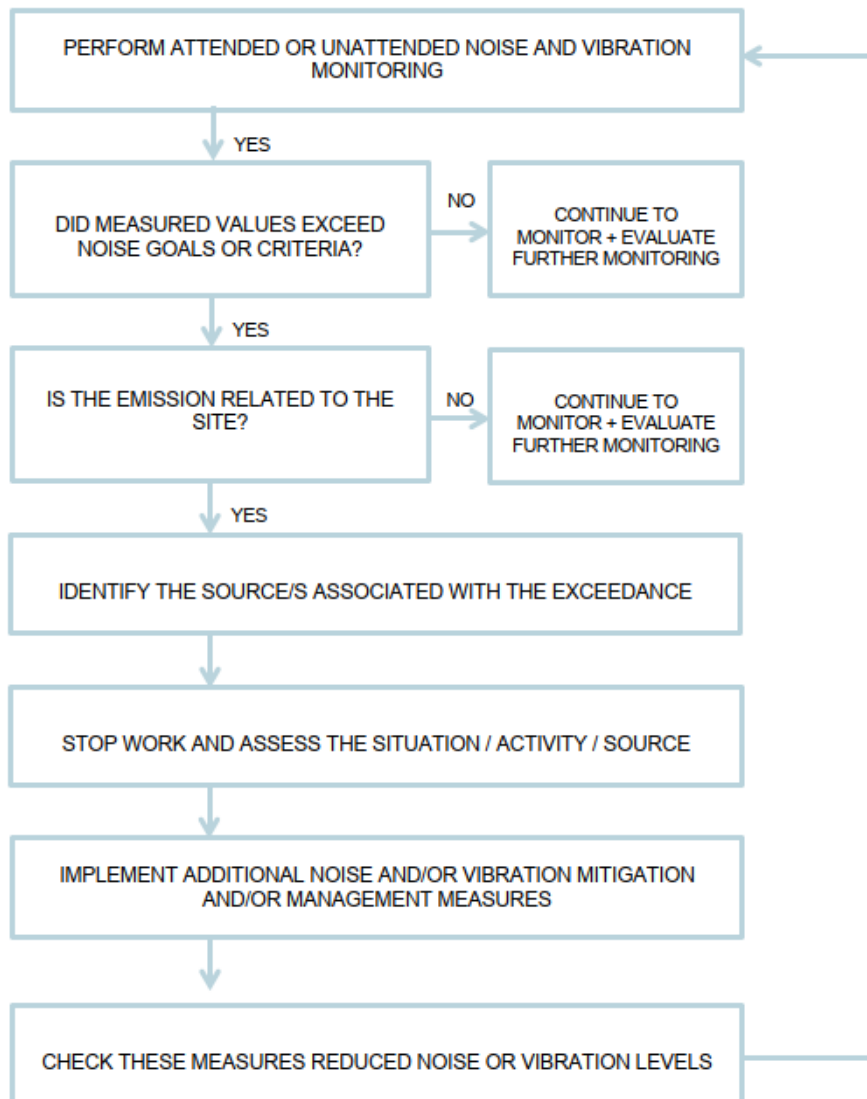 PERFORM ATTENDED OR UNATTENDED NOISE AND VIBRATION
MONITORING
YES
DID MEASURED VALUES EXCEED
NOISE GOALS OR CRITERIA?
NO
CONTINUE TO
MONITOR + EVALUATE
FURTHER MONITORING
YES
IS THE EMISSION RELATED TO THE
SITE?
NO
CONTINUE TO
MONITOR + EVALUATE
FURTHER MONITORING
YES
IDENTIFY THE SOURCE/S ASSOCIATED WITH THE EXCEEDANCE
STOP WORK AND ASSESS THE SITUATION / ACTIVITY / SOURCE
IMPLEMENT ADDITIONAL NOISE AND/OR VIBRATION MITIGATION
AND/OR MANAGEMENT MEASURES
CHECK THESE MEASURES REDUCED NOISE OR VIBRATION LEVELS